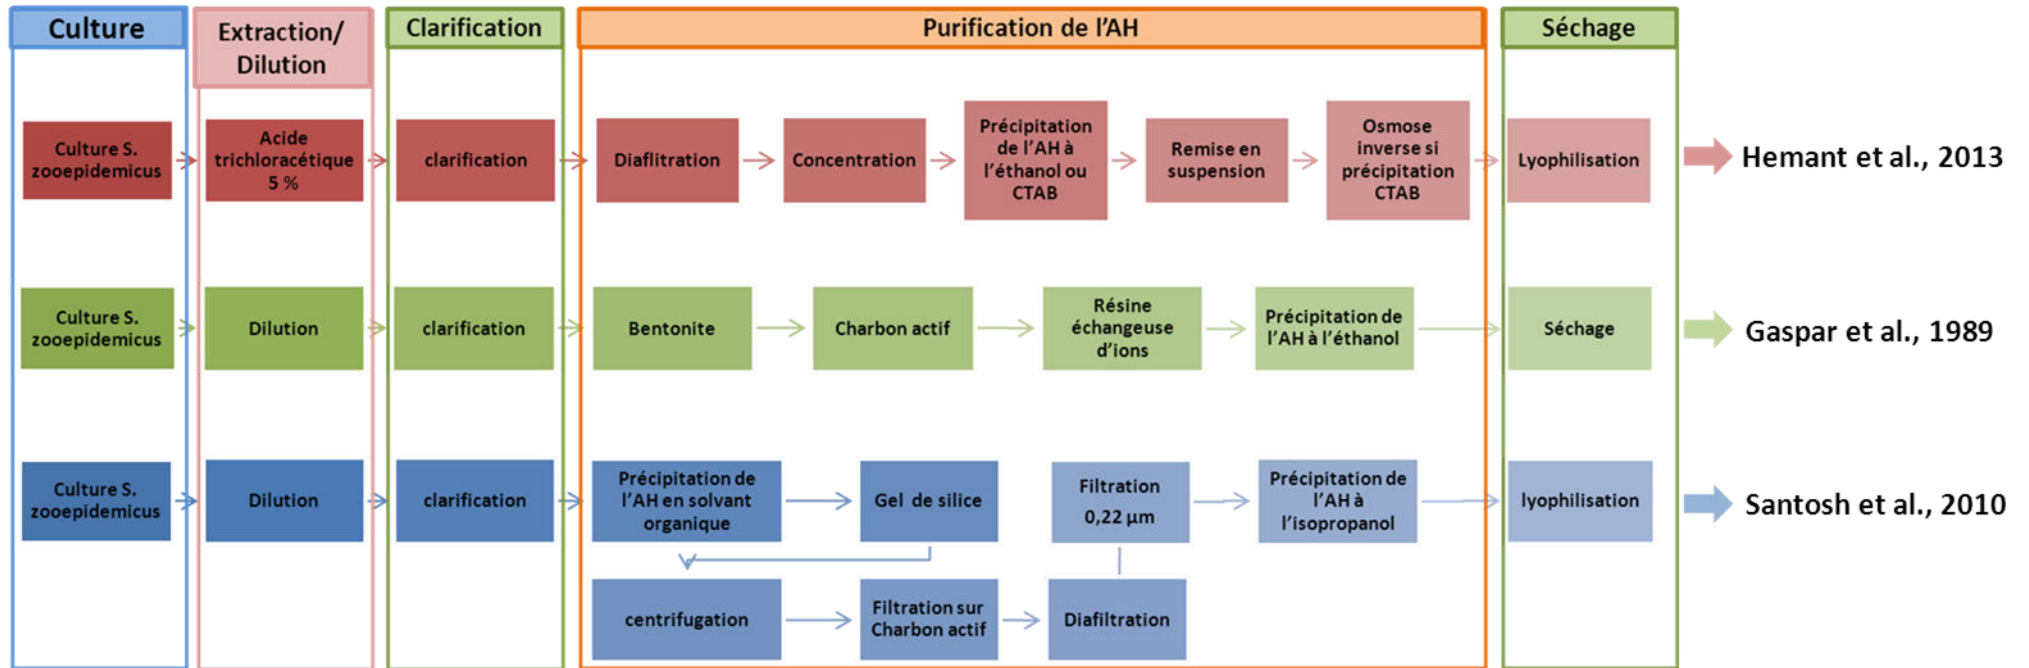 Culture
Extraction/
Dilution
Clarification
Purification de l'AH
Séchage
Culture S.
zooepidemicus
Acide
trichloracétique
5 %
clarification
Diaflitration
Concentration
Précipitation
de l'AH à
l'éthanol ou
CTAB
Remise en
suspension
Osmose
inverse si
précipitation
CTAB
Lyophilisation
Hemant et al., 2013
Culture S.
zooepidemicus
Dilution
clarification
Bentonite
Charbon actif
Résine
échangeuse
d'ions
Précipitation de
l'AH à l'éthanol
Séchage
Gaspar et al., 1989
Culture S.
zooepidemicus
Dilution
clarification
Précipitation de
l'AH en solvant
organique
Gel de silice
Filtration
0,22 µm
Précipitation de
l'AH à
l'isopropanol
lyophilisation
Santosh et al., 2010
centrifugation
Filtration sur
Charbon actif
Diafiltration